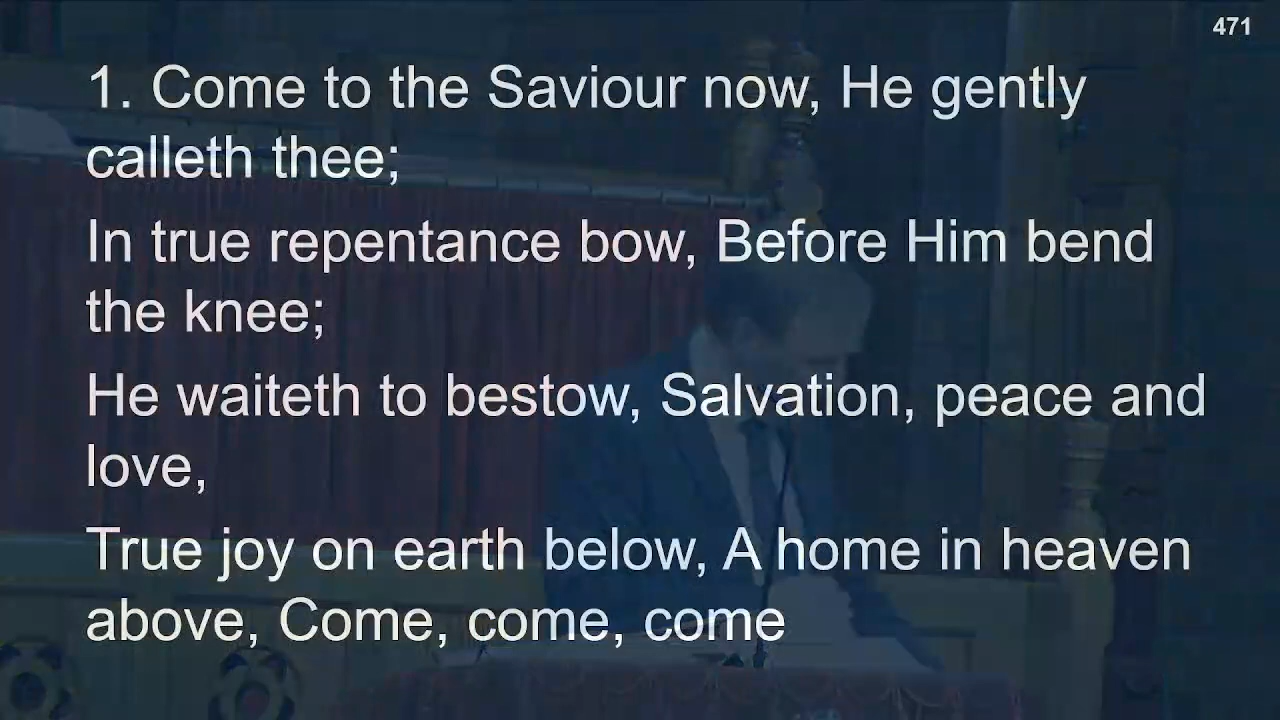 471
1. Come to the Saviour now, He gently
calleth thee;
In true repentance bow, Before Him bend
the knee;
He waiteth to bestow, Salvation, peace and
love,
True joy on earth below, A home in heaven
above, Come, come, come